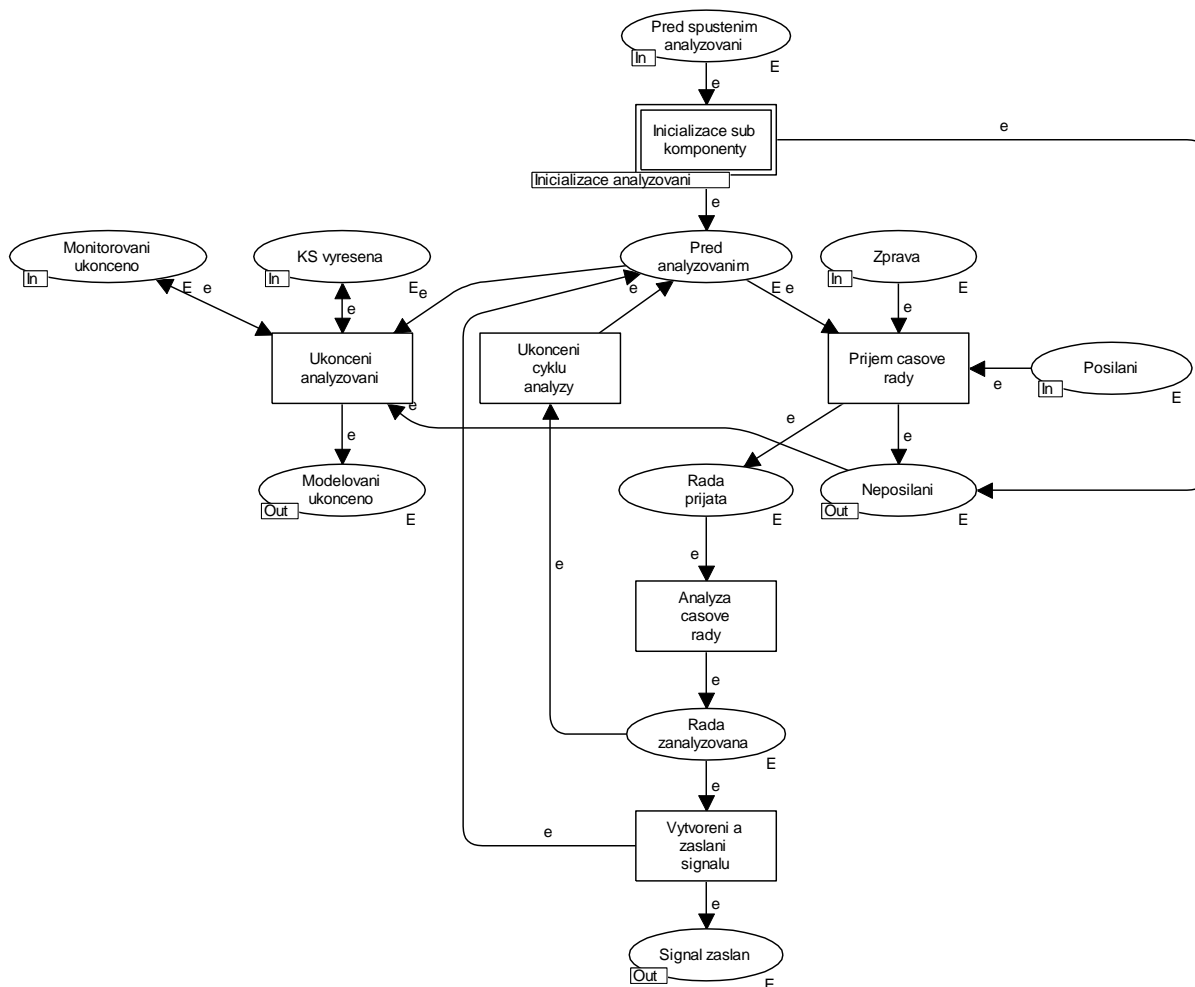 Pred spustenim
analyzovani
In
E
e
Inicializace sub
komponenty
e
Inicializace analyzovani
e
Monitorovani
ukonceno
In
E
e
KS vyresena
In
E
e
e
Pred
analyzovanim
E
e
e
Zprava
In
E
e
Ukonceni
analyzovani
e
Ukonceni
cyklu
analyzy
Prijem casove
rady
e
Posilani
In
E
e
e
e
Modelovani
ukonceno
Out
E
Rada
prijata
E
Neposilani
Out
E
e
e
Analyza
casove
rady
e
Rada
zanalyzovana
E
e
e
Vytvoreni a
zaslani
signalu
e
Signal zaslan
Out
E